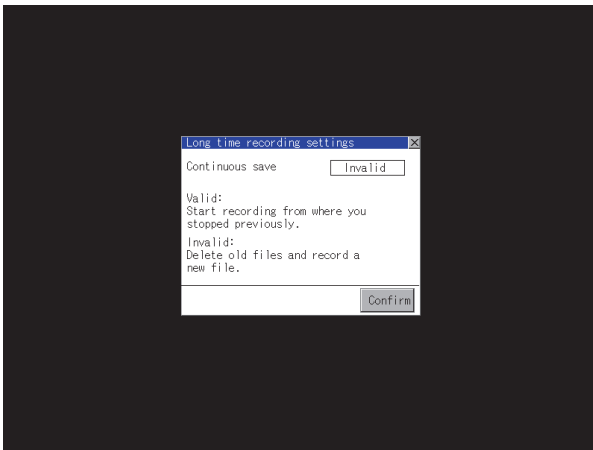 Long time recording settings
Continuous save Invalid
Valid:
Start recording from where you
stopped previously.
Invalid:
Delete old files and record a
new file.
Confirm